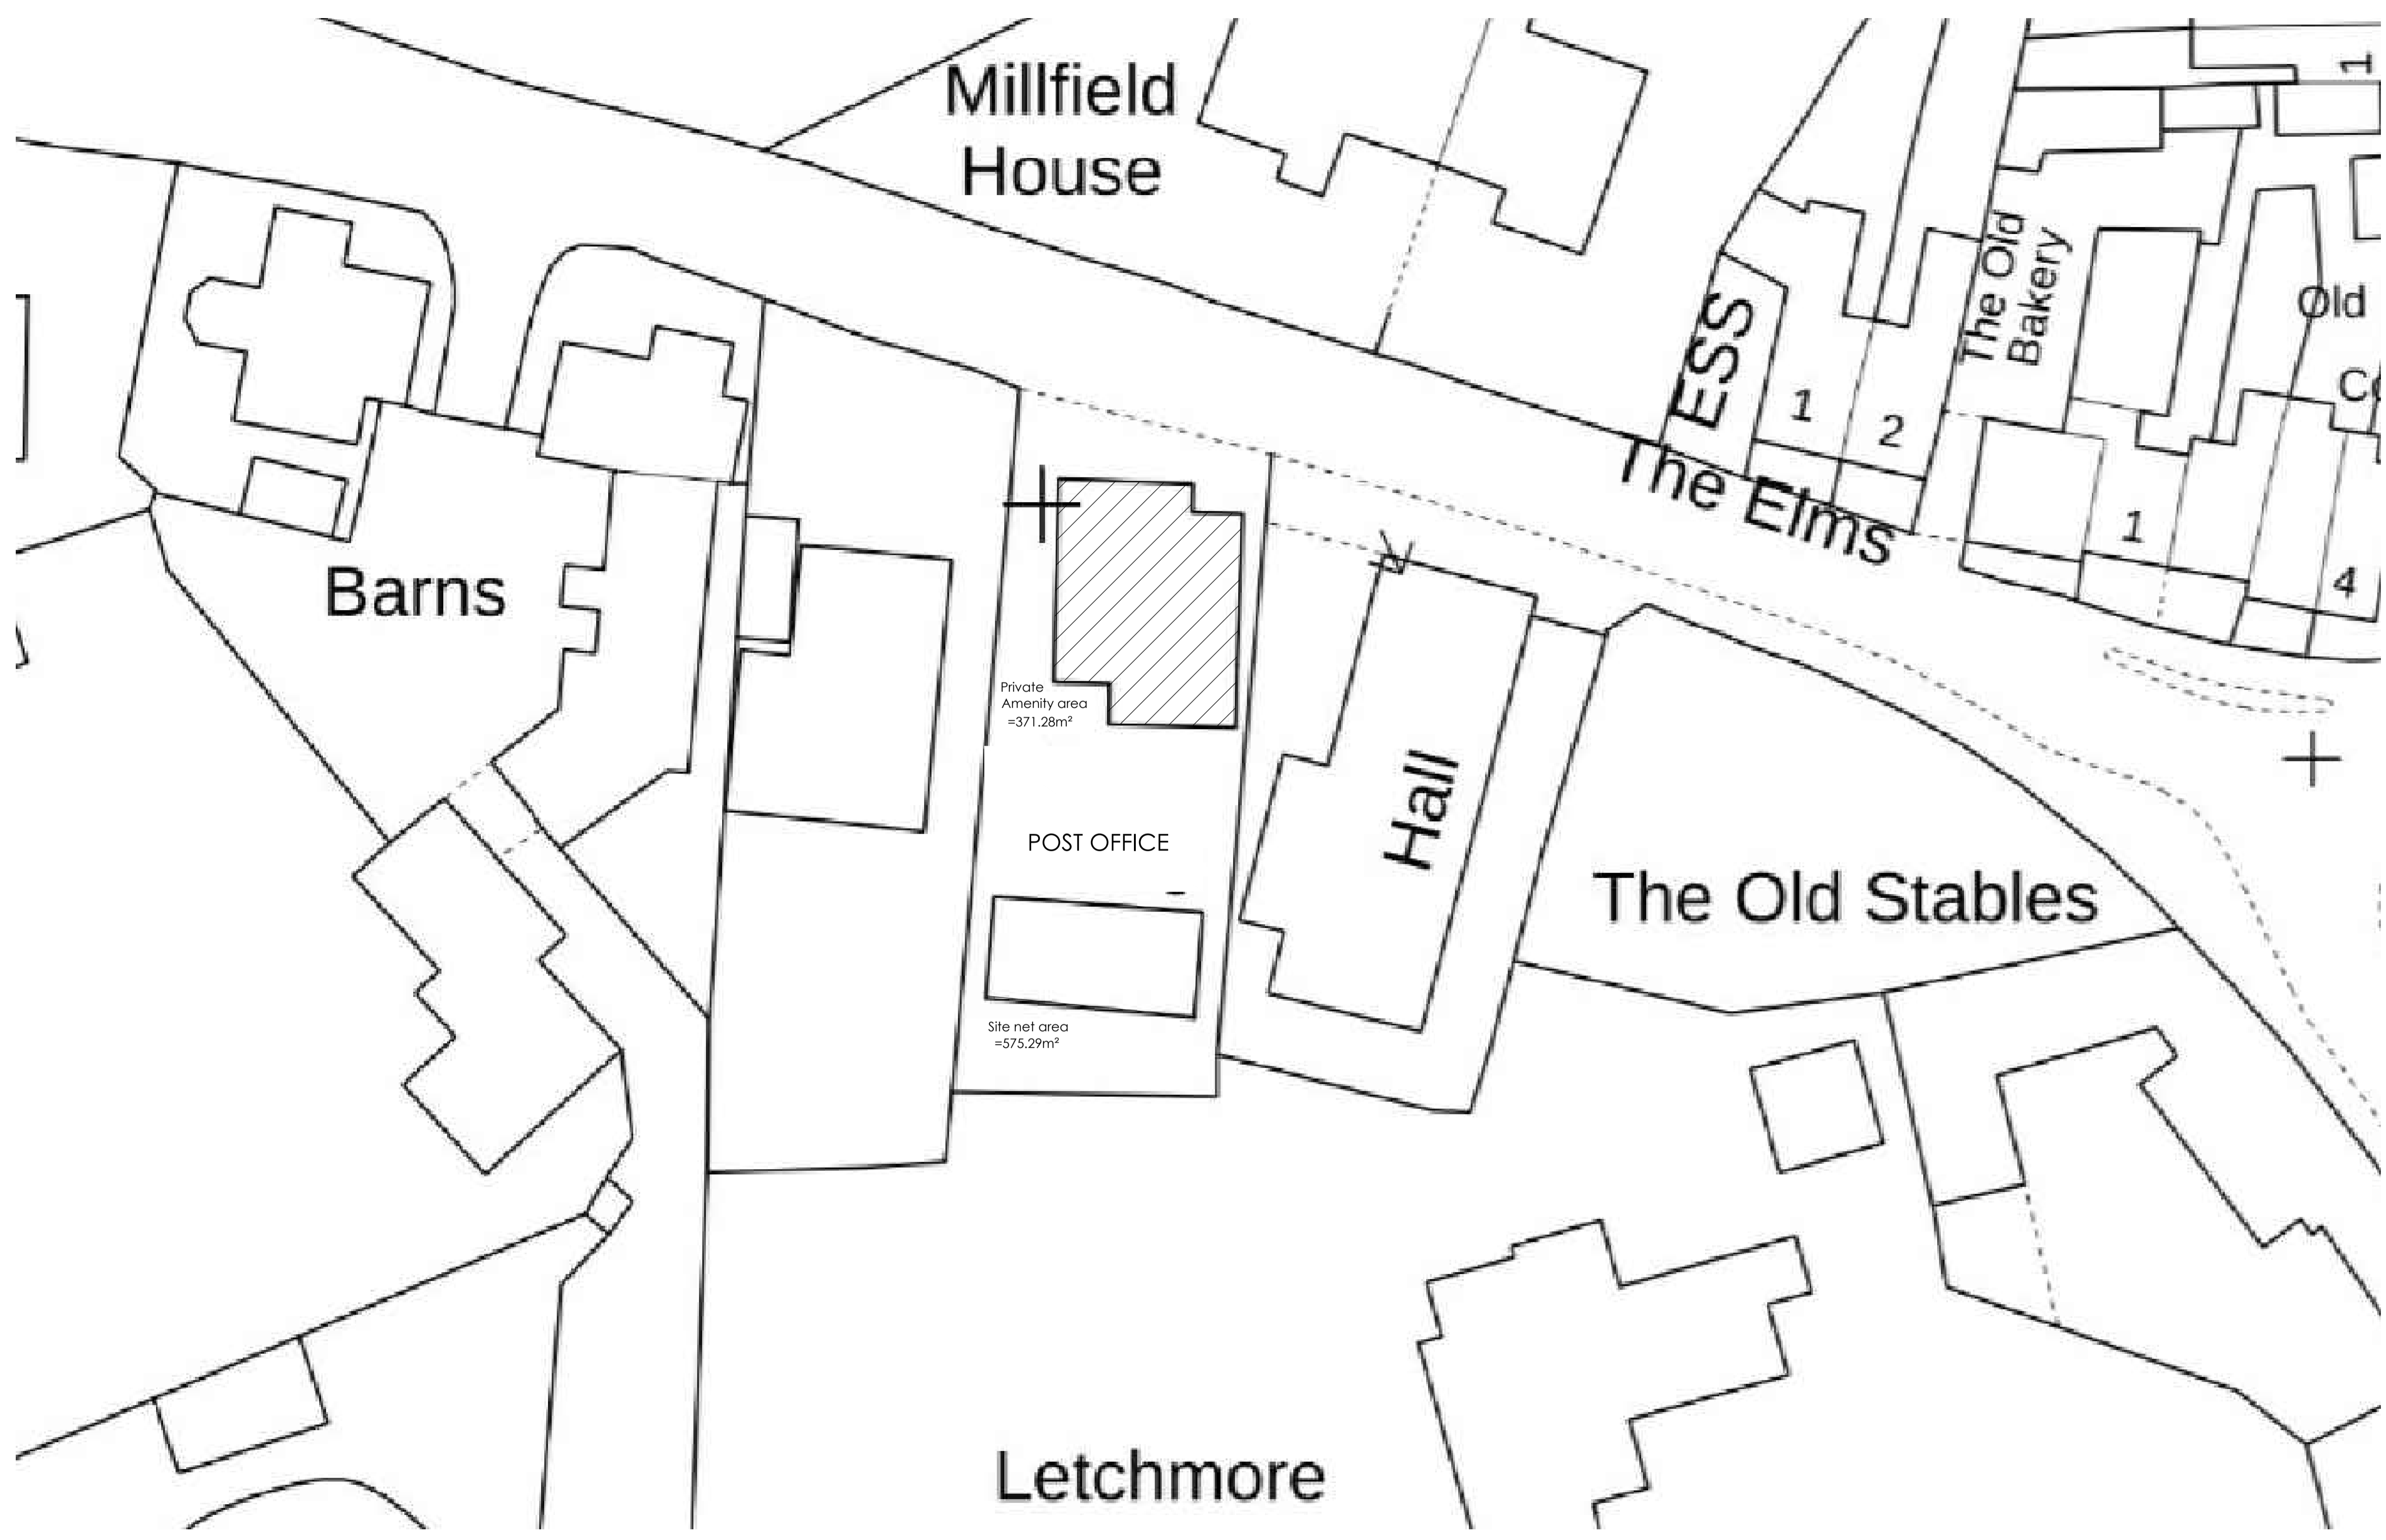 Millfield
House
1
The Old
Bakery
Old
ESS
1
2
The Elms
1
4
Barns
Private
Amenity area
=371.28m²
POST OFFICE
Hall
The Old Stables
Site net area
=575.29m²
Letchmore